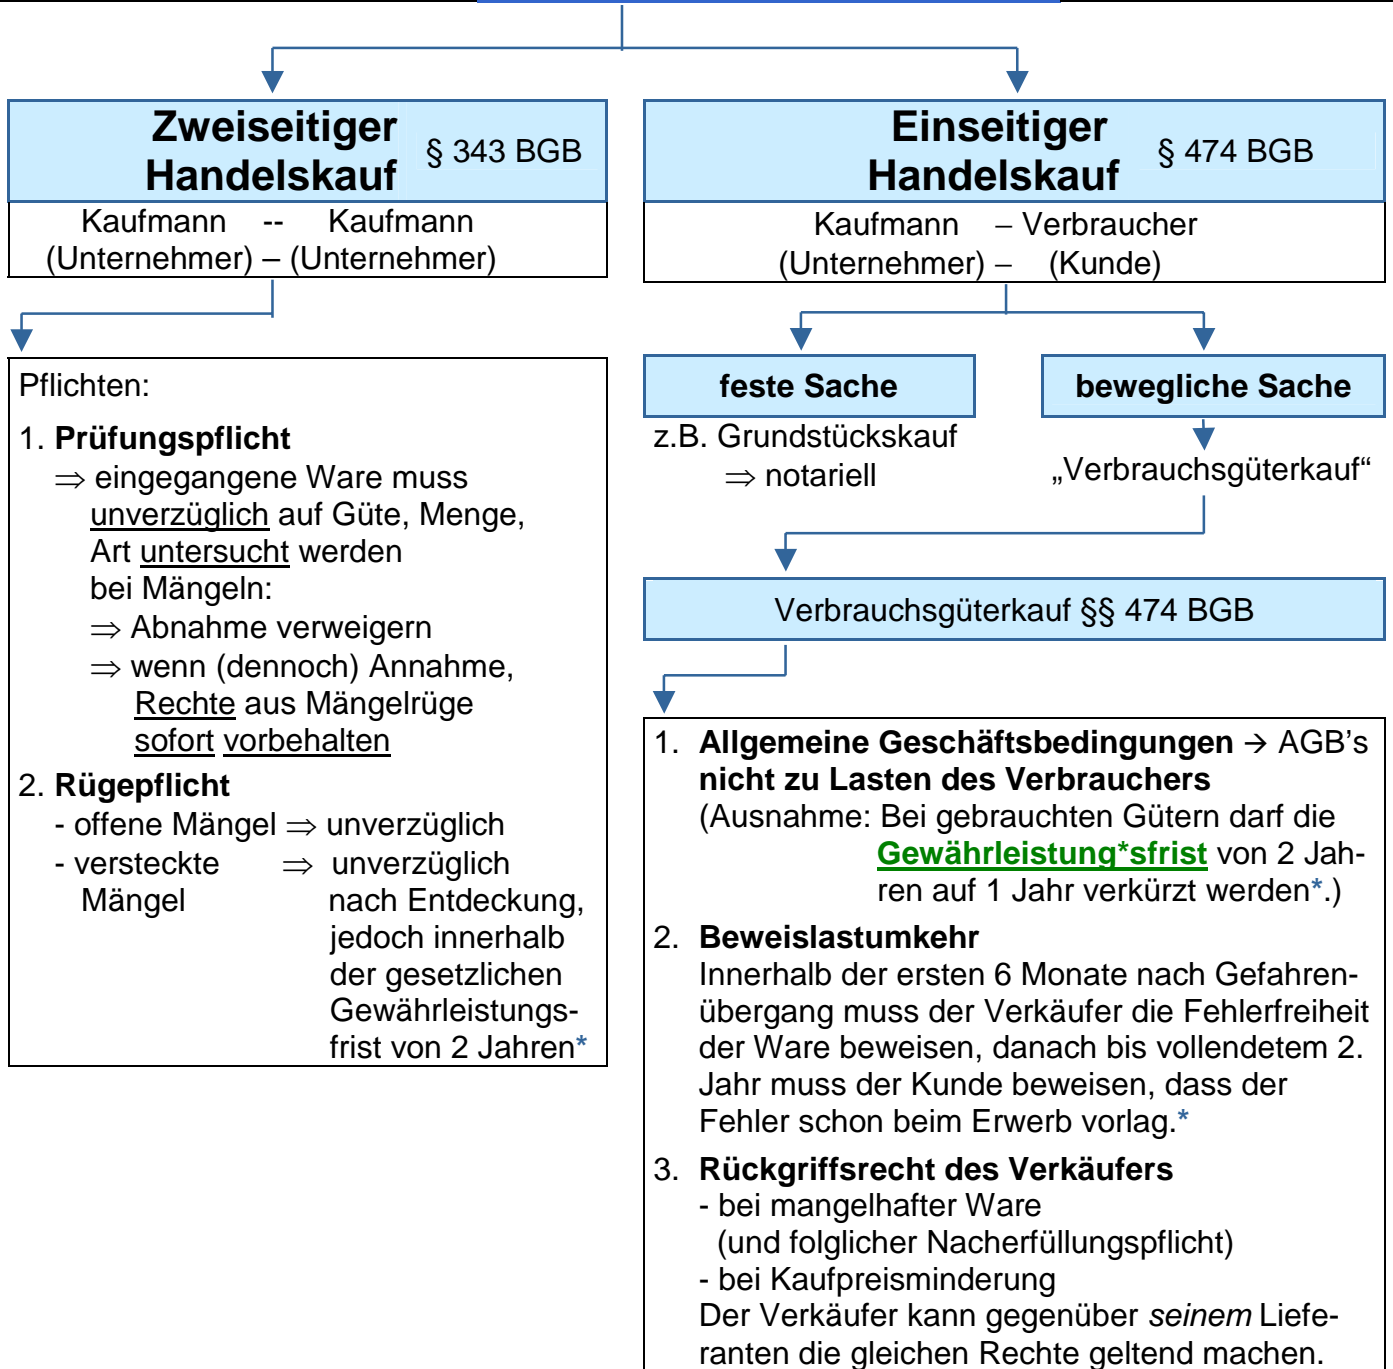 Zweiseitiger
Handelskauf
§ 343 BGB
Kaufmann -- Kaufmann
(Unternehmer) – (Unternehmer)
Pflichten:
1. Prüfungspflicht
⇒ eingegangene Ware muss
unverzüglich auf Güte, Menge,
Art untersucht werden
bei Mängeln:
⇒ Abnahme verweigern
⇒ wenn (dennoch) Annahme,
Rechte aus Mängelrüge
sofort vorbehalten
2. Rügepflicht
- offene Mängel ⇒ unverzüglich
- versteckte ⇒ unverzüglich
Mängel nach Entdeckung,
jedoch innerhalb
der gesetzlichen
Gewährleistungs-
frist von 2 Jahren*
Einseitiger
Handelskauf
§ 474 BGB
Kaufmann – Verbraucher
(Unternehmer) – (Kunde)
feste Sache
z.B. Grundstückskauf
⇒ notariell
bewegliche Sache
„Verbrauchsgüterkauf“
Verbrauchsgüterkauf §§ 474 BGB
1. Allgemeine Geschäftsbedingungen → AGB’s
nicht zu Lasten des Verbrauchers
(Ausnahme: Bei gebrauchten Gütern darf die
Gewährleistung*sfrist von 2 Jah-
ren auf 1 Jahr verkürzt werden*.)
2. Beweislastumkehr
Innerhalb der ersten 6 Monate nach Gefahren-
übergang muss der Verkäufer die Fehlerfreiheit
der Ware beweisen, danach bis vollendetem 2.
Jahr muss der Kunde beweisen, dass der
Fehler schon beim Erwerb vorlag.*
3. Rückgriffsrecht des Verkäufers
- bei mangelhafter Ware
(und folglicher Nacherfüllungspflicht)
- bei Kaufpreisminderung
Der Verkäufer kann gegenüber seinem Liefe-
ranten die gleichen Rechte geltend machen.